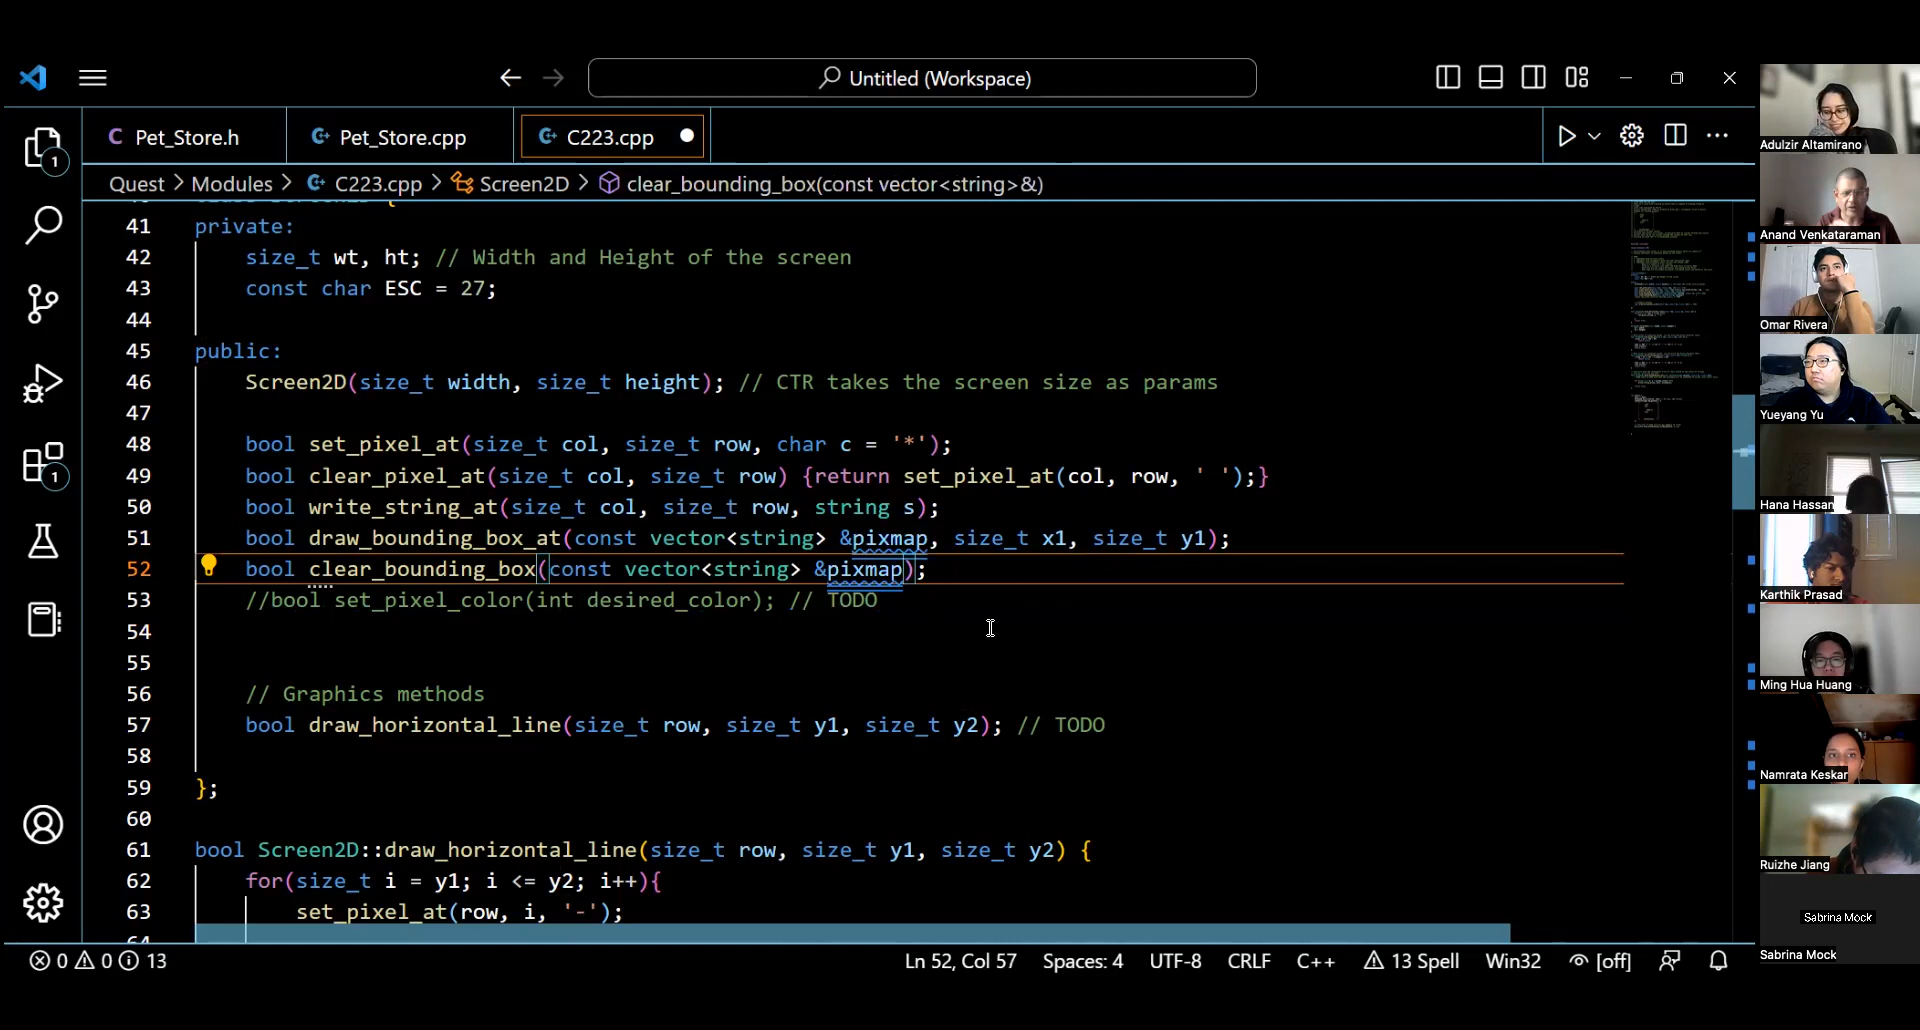 Untitled (Workspace)
Pet_Store.h
Pet_Store.cpp
C223.cpp
Quest > Modules > C223.cpp > Screen2D > clear_bounding_box(const vector<string>&)
41 private:
42 size_t wt, ht; // Width and Height of the screen
43 const char ESC = 27;
44
45 public:
46 Screen2D(size_t width, size_t height); // CTR takes the screen size as params
47
48 bool set_pixel_at(size_t col, size_t row, char c = '*');
49 bool clear_pixel_at(size_t col, size_t row) {return set_pixel_at(col, row, ' ');}
50 bool write_string_at(size_t col, size_t row, string s);
51 bool draw_bounding_box_at(const vector<string> &pixmap, size_t x1, size_t y1);
52 bool clear_bounding_box(const vector<string> &pixmap);
53 //bool set_pixel_color(int desired_color); // TODO
54
55
56 // Graphics methods
57 bool draw_horizontal_line(size_t row, size_t y1, size_t y2); // TODO
58
59 };
60
61 bool Screen2D::draw_horizontal_line(size_t row, size_t y1, size_t y2) {
62 for(size_t i = y1; i <= y2; i++){
63 set_pixel_at(row, i, '-');
1
1
0 0 13
Ln 52, Col 57 Spaces: 4 UTF-8 CRLF C++ 13 Spell Win32 [off]
Adulzir Altamirano
Anand Venkataraman
Omar Rivera
Yueyang Yu
Hana Hassan
Karthik Prasad
Ming Hua Huang
Namrata Keskar
Ruizhe Jiang
Sabrina Mock
Sabrina Mock